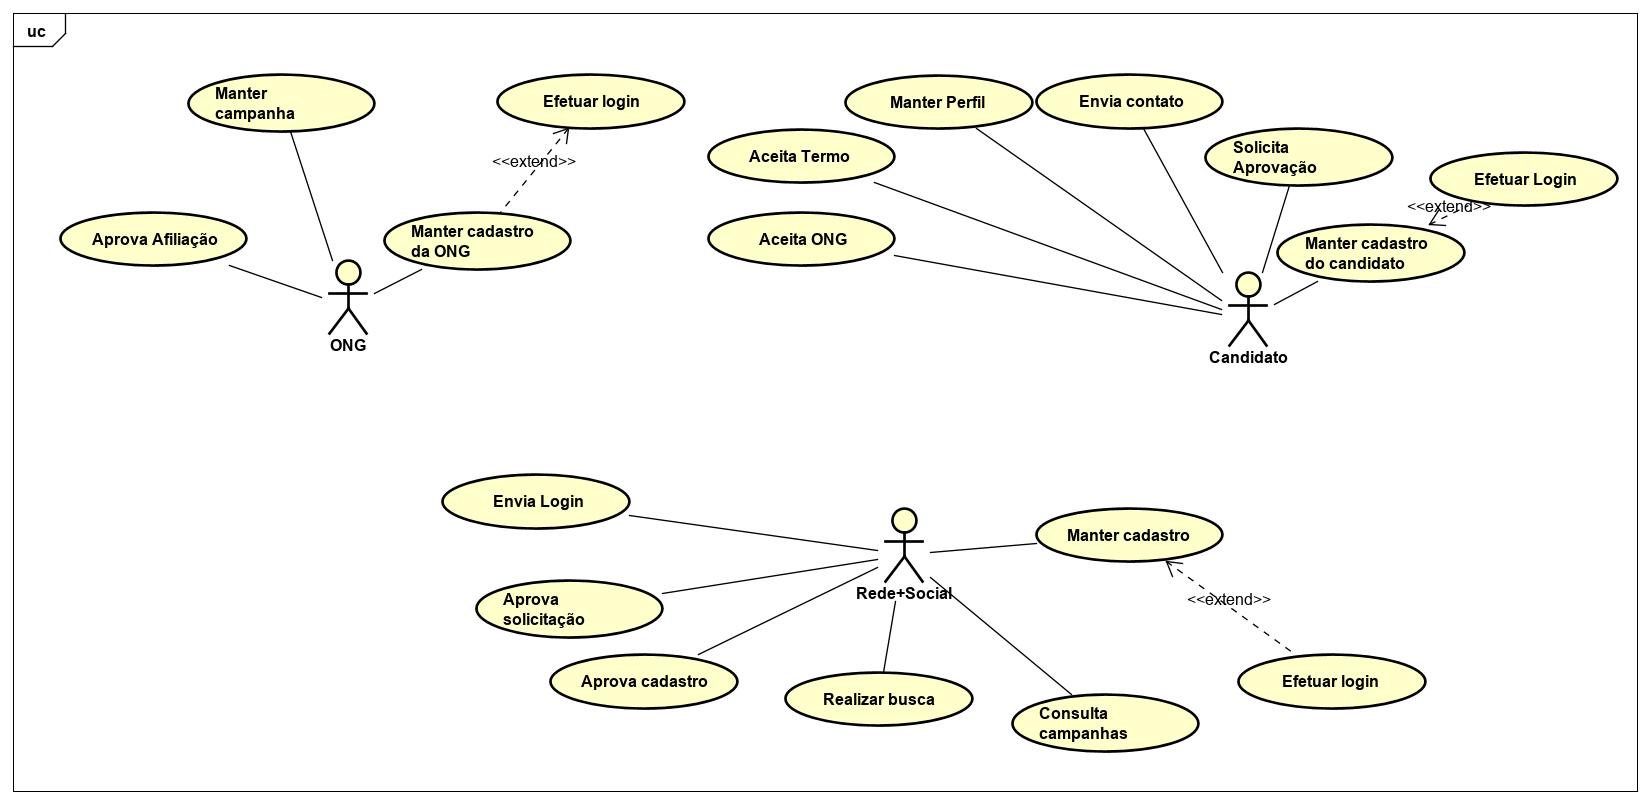 uc
Manter
campanha
Efetuar login
<<extend>>
Aprova Afiliação
Manter cadastro
da ONG
ONG
Manter Perfil
Envia contato
Aceita Termo
Solicita
Aprovação
Efetuar Login
<<extend>>
Aceita ONG
Manter cadastro
do candidato
Candidato
Envia Login
Manter cadastro
Rede+Social
<<extend>>
Aprova
solicitação
Aprova cadastro
Realizar busca
Consulta
campanhas
Efetuar login